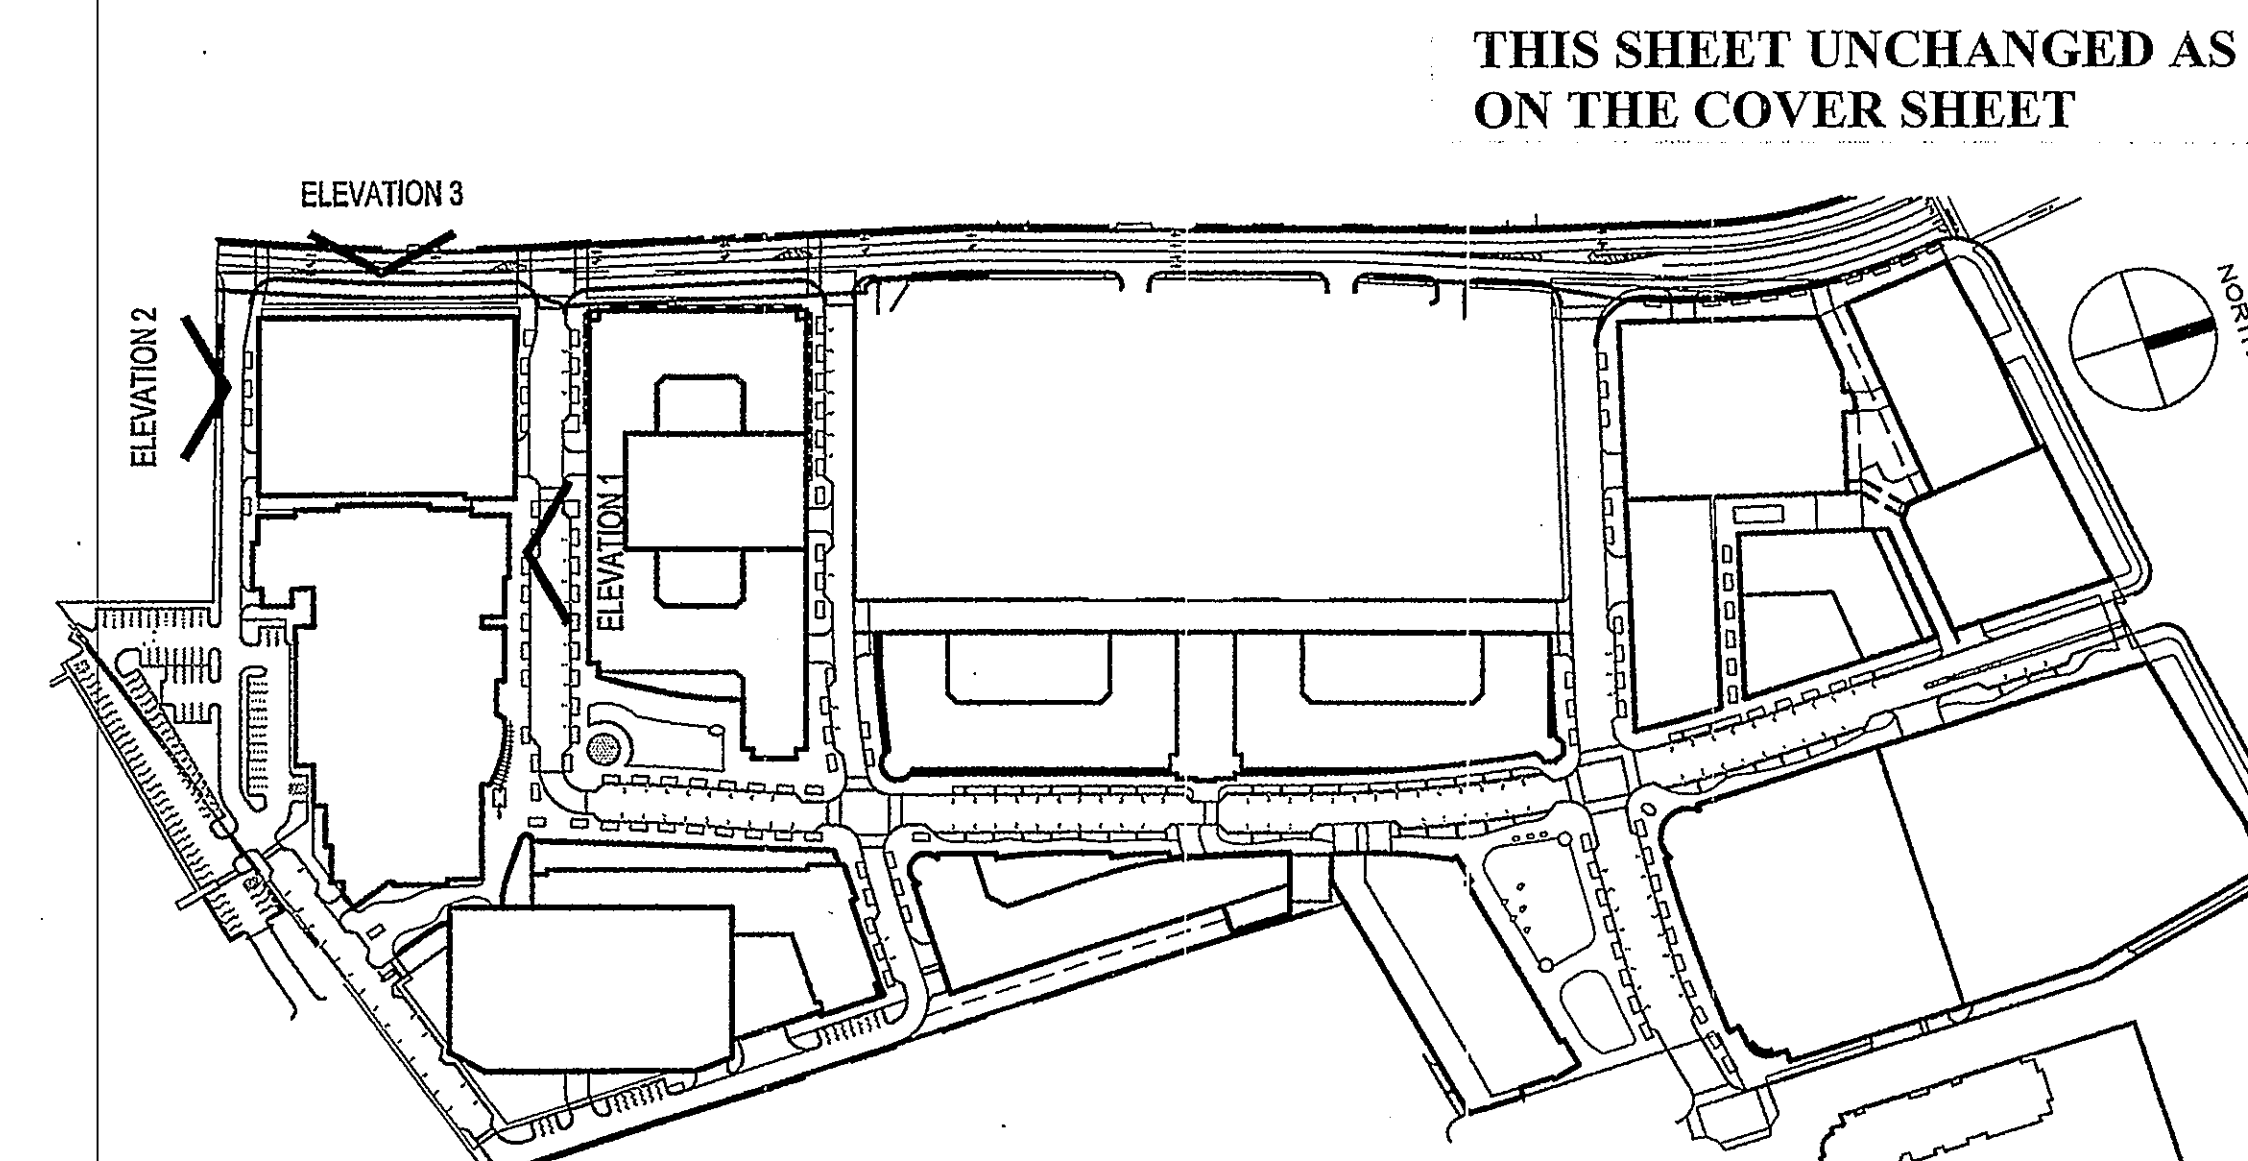 THIS SHEET UNCHANGED AS
ON THE COVER SHEET
ELEVATION 3
ELEVATION 2
ELEVATION 1